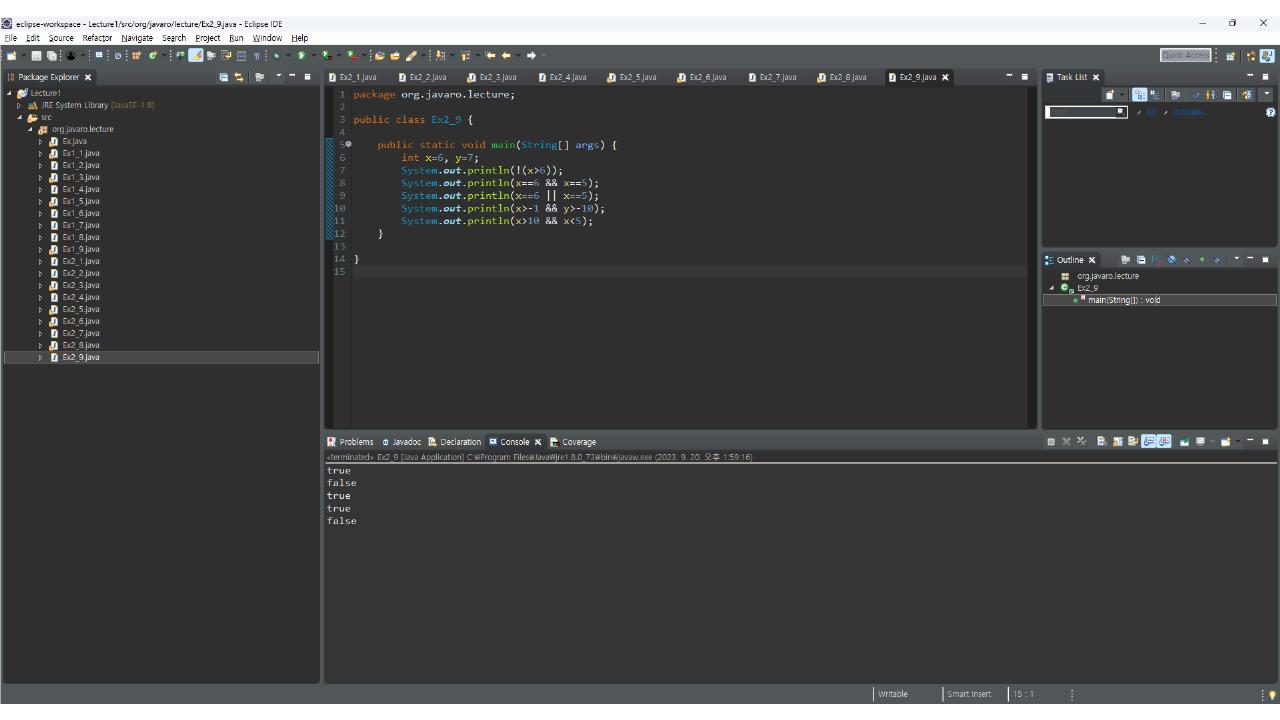 eclipse-workspace - Lecture1/src/org/javaro/lecture/Ex2_9.java - Eclipse IDE
File Edit Source Refactor Navigate Search Project Run Window Help
Quick Access
Package Explorer
Lecture1
JRE System Library [JavaSE-1.8]
src
org.javaro.lecture
Ex.java
Ex1_1.java
Ex1_2.java
Ex1_3.java
Ex1_4.java
Ex1_5.java
Ex1_6.java
Ex1_7.java
Ex1_8.java
Ex1_9.java
Ex2_1.java
Ex2_2.java
Ex2_3.java
Ex2_4.java
Ex2_5.java
Ex2_6.java
Ex2_7.java
Ex2_8.java
Ex2_9.java
Ex2_1.java Ex2_2.java Ex2_3.java Ex2_4.java Ex2_5.java Ex2_6.java Ex2_7.java Ex2_8.java Ex2_9.java
1 package org.javaro.lecture;
2
3 public class Ex2_9 {
4
5 public static void main(String[] args) {
6 int x=6, y=7;
7 System.out.println(!(x>6));
8 System.out.println(x==6 && x==5);
9 System.out.println(x==6 || x==5);
10 System.out.println(x>-1 && y>-10);
11 System.out.println(x>10 && x<5);
12 }
13
14 }
15
Task List
All Activate...
Outline
org.javaro.lecture
Ex2_9
main(String[]) : void
Problems Javadoc Declaration Console Coverage
<terminated> Ex2_9 [Java Application] C:₩Program Files₩Java₩jre1.8.0_73₩bin₩javaw.exe (2023. 9. 20. 오후 1:59:16)
true
false
true
true
false
Writable Smart Insert 15 : 1